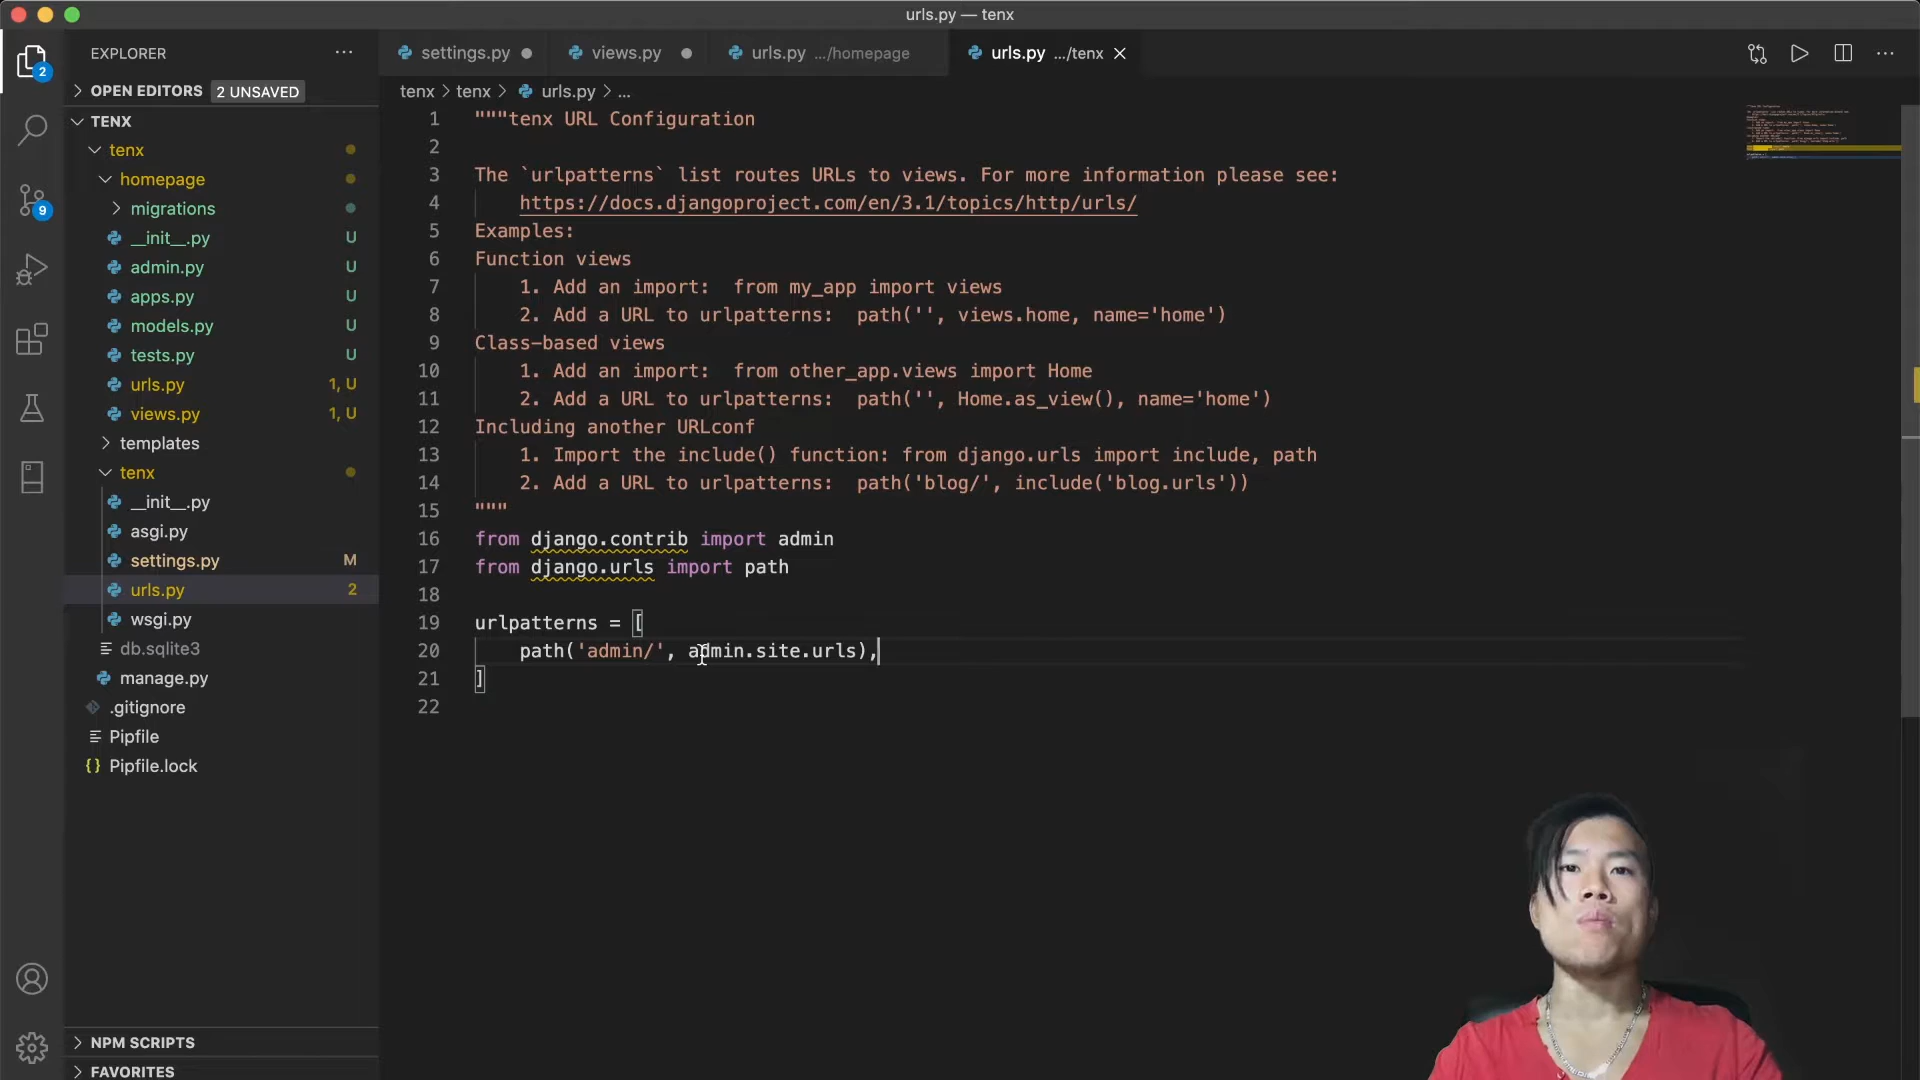 urls.py — tenx
EXPLORER
settings.py
views.py
urls.py .../homepage
urls.py .../tenx
2
OPEN EDITORS 2 UNSAVED
tenx > tenx > urls.py > ...
TENX
tenx
homepage
migrations
9
__init__.py U
admin.py U
apps.py U
models.py U
tests.py U
urls.py 1, U
views.py 1, U
templates
tenx
__init__.py
asgi.py
settings.py M
urls.py 2
wsgi.py
db.sqlite3
manage.py
.gitignore
Pipfile
{} Pipfile.lock
NPM SCRIPTS
FAVORITES
1 """tenx URL Configuration
2
3 The `urlpatterns` list routes URLs to views. For more information please see:
4 https://docs.djangoproject.com/en/3.1/topics/http/urls/
5 Examples:
6 Function views
7 1. Add an import:  from my_app import views
8 2. Add a URL to urlpatterns:  path('', views.home, name='home')
9 Class-based views
10 1. Add an import:  from other_app.views import Home
11 2. Add a URL to urlpatterns:  path('', Home.as_view(), name='home')
12 Including another URLconf
13 1. Import the include() function: from django.urls import include, path
14 2. Add a URL to urlpatterns:  path('blog/', include('blog.urls'))
15 """
16 from django.contrib import admin
17 from django.urls import path
18
19 urlpatterns = [
20 path('admin/', admin.site.urls),
21 ]
22